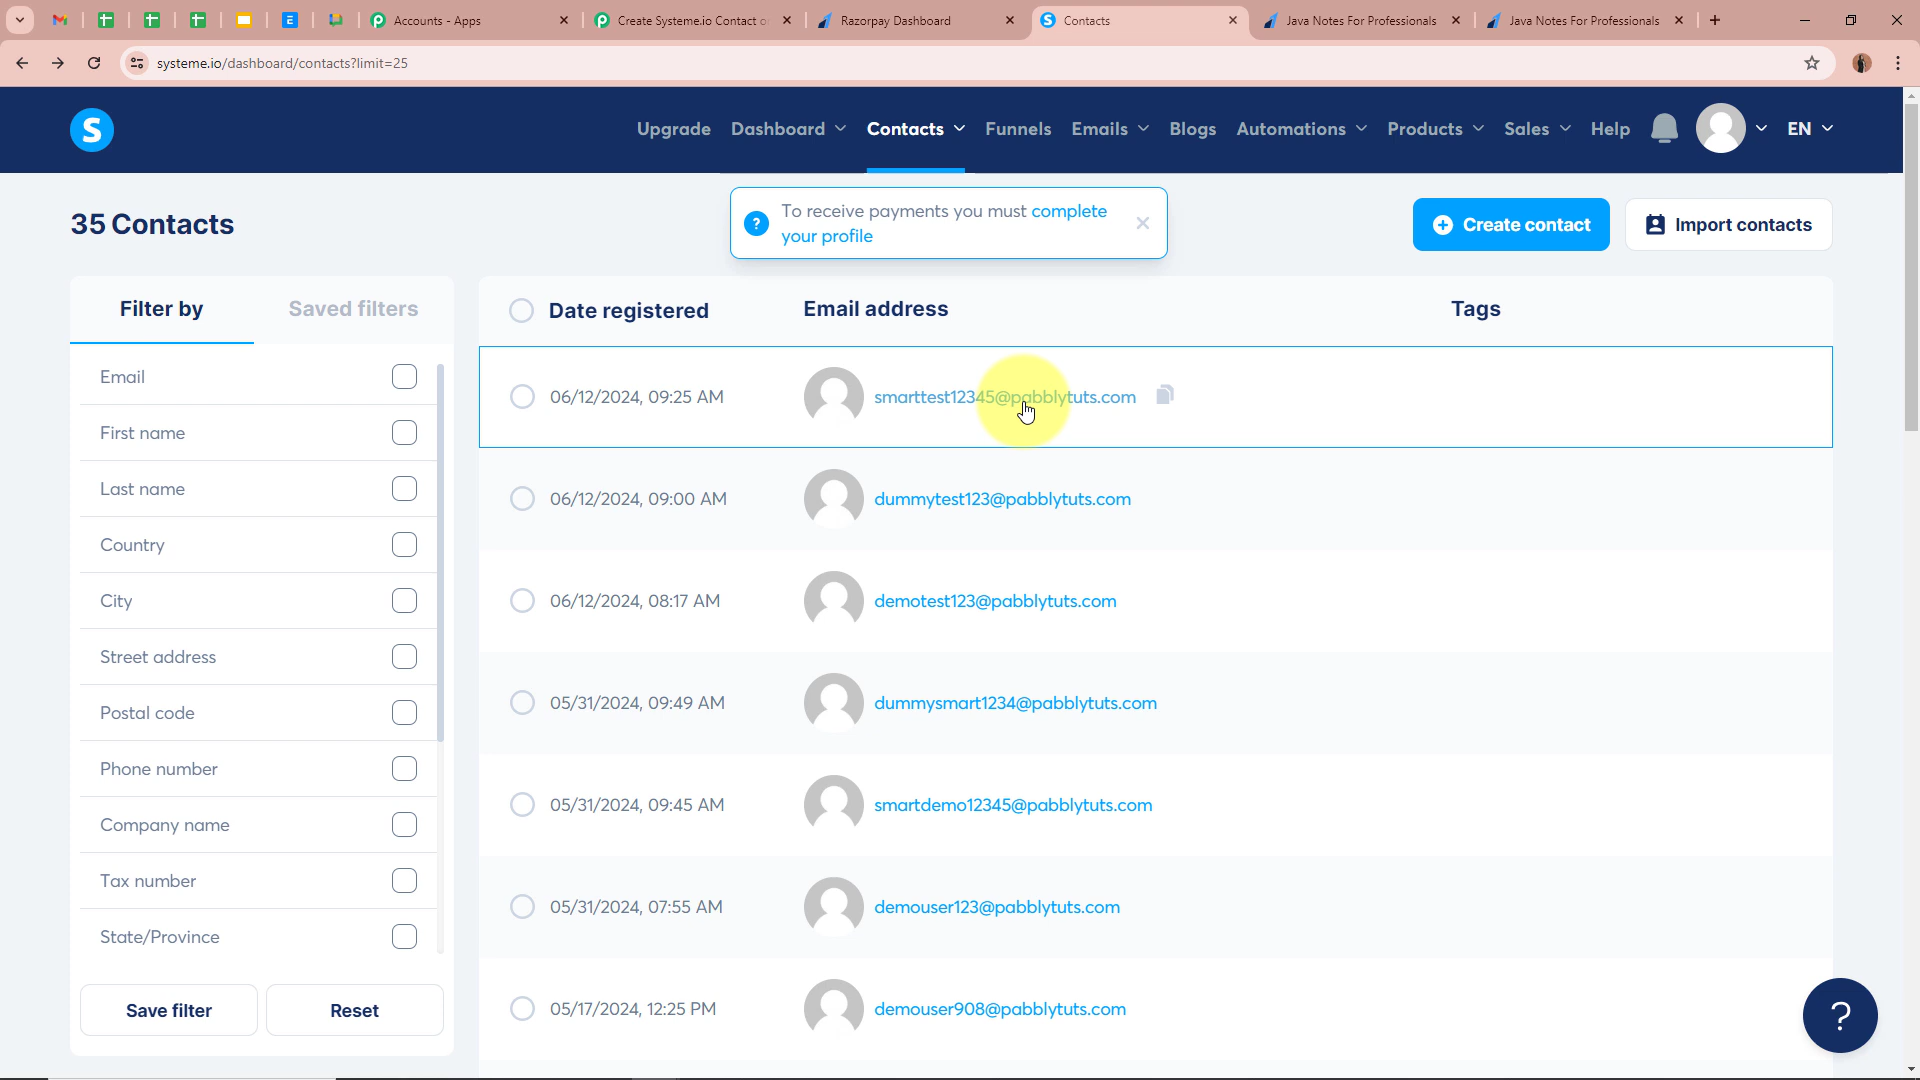 Accounts - Apps
Create Systeme.io Contact o
Razorpay Dashboard
Contacts
Java Notes For Professionals
Java Notes For Professionals
systeme.io/dashboard/contacts?limit=25
S
Upgrade Dashboard Contacts Funnels Emails Blogs Automations Products Sales Help EN
35 Contacts
To receive payments you must complete
your profile
Create contact
Import contacts
Filter by
Saved filters
Email
First name
Last name
Country
City
Street address
Postal code
Phone number
Company name
Tax number
State/Province
Save filter
Reset
Date registered Email address Tags
06/12/2024, 09:25 AM smarttest12345@pabblytuts.com
06/12/2024, 09:00 AM dummytest123@pabblytuts.com
06/12/2024, 08:17 AM demotest123@pabblytuts.com
05/31/2024, 09:49 AM dummysmart1234@pabblytuts.com
05/31/2024, 09:45 AM smartdemo12345@pabblytuts.com
05/31/2024, 07:55 AM demouser123@pabblytuts.com
05/17/2024, 12:25 PM demouser908@pabblytuts.com
?